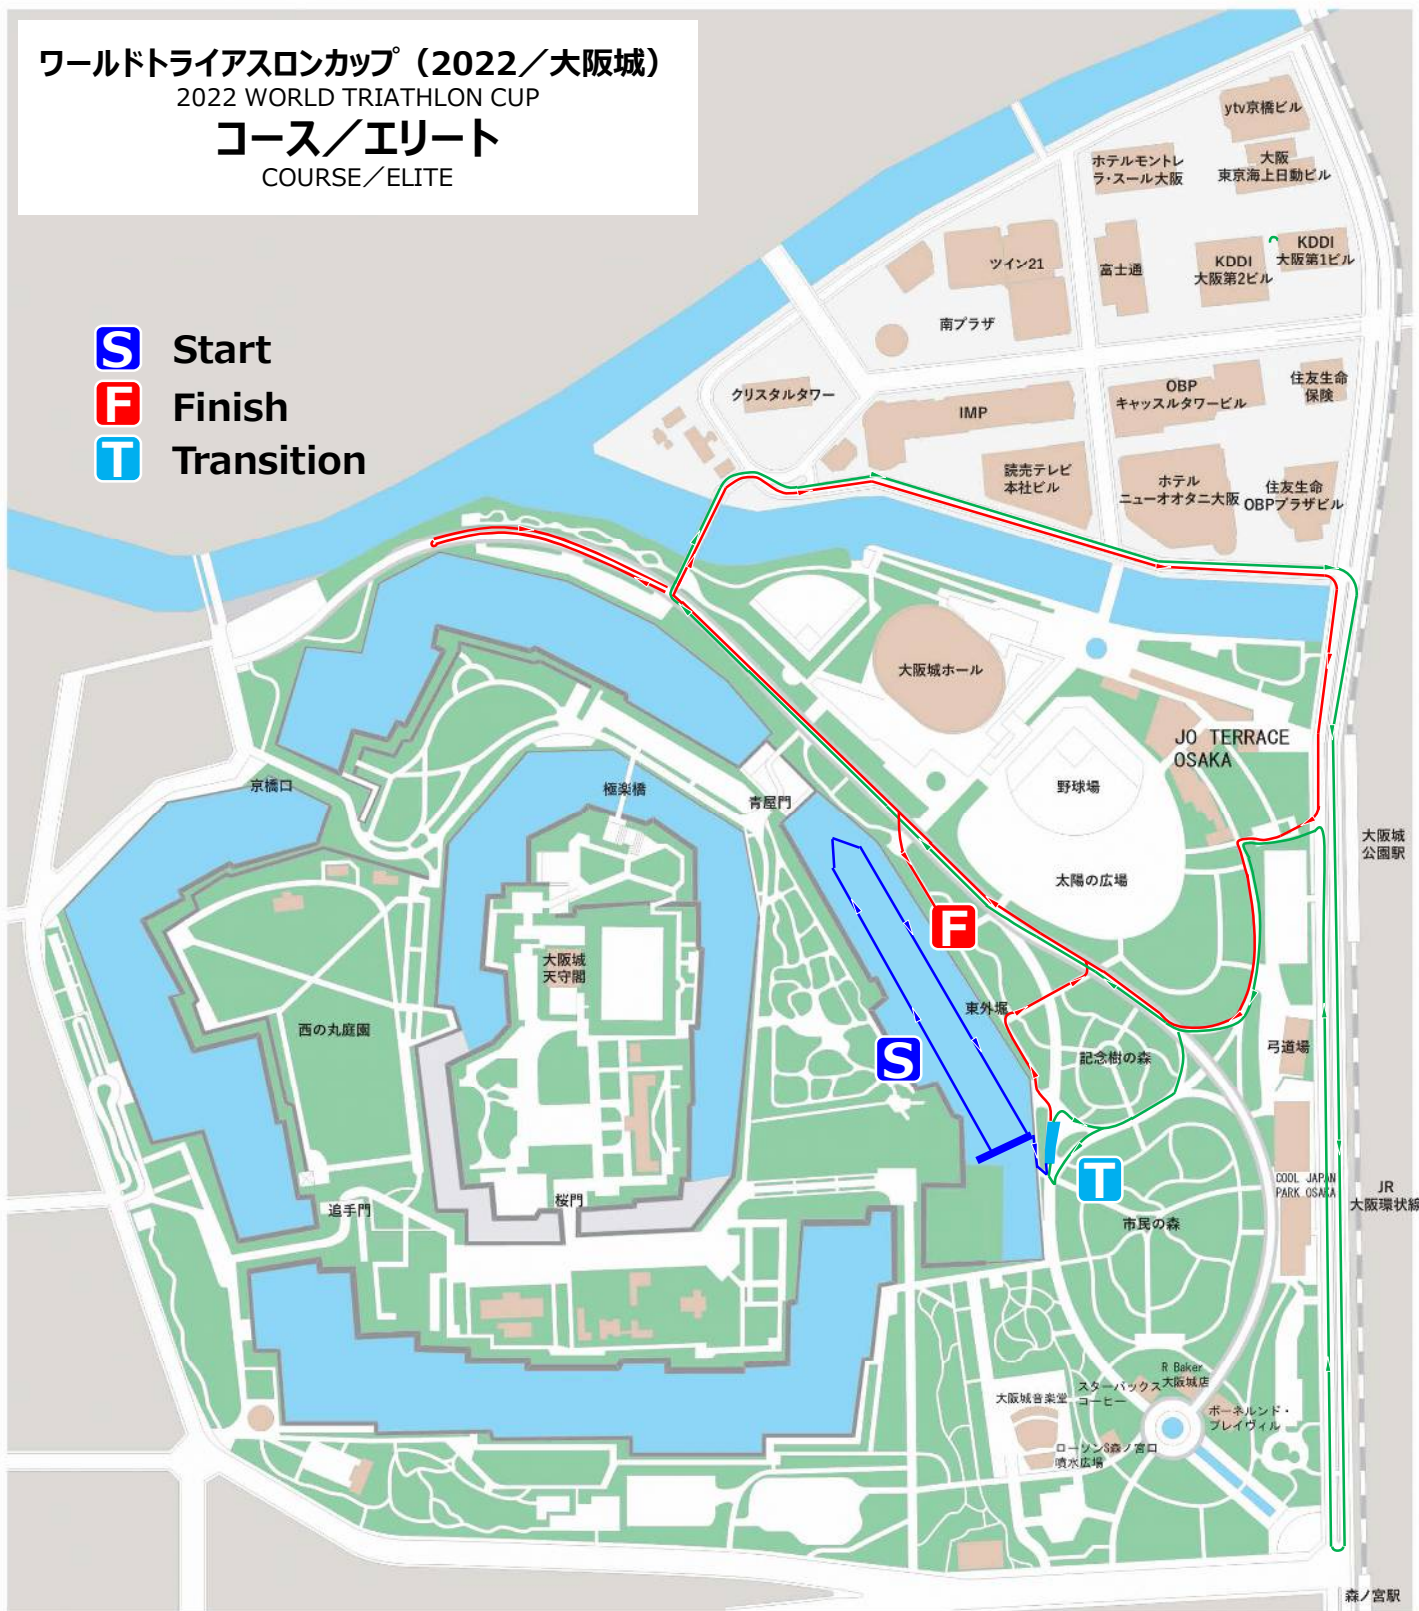 ワールドトライアスロンカップ（2022／大阪城）
2022 WORLD TRIATHLON CUP
コース／エリート
COURSE／ELITE
S Start
F Finish
T Transition
ytv京橋ビル
ホテルモントレ
ラ・スール大阪
大阪
東京海上日動ビル
ツイン21
富士通
KDDI
大阪第2ビル
KDDI
大阪第1ビル
南プラザ
クリスタルタワー
IMP
OBP
キャッスルタワービル
住友生命
保険
読売テレビ
本社ビル
ホテル
ニューオオタニ大阪
住友生命
OBPプラザビル
大阪城ホール
JO TERRACE
OSAKA
京橋口
極楽橋
青屋門
野球場
大阪城
公園駅
太陽の広場
F
大阪城
天守閣
西の丸庭園
東外堀
S
記念樹の森
弓道場
T
COOL JAPAN
PARK OSAKA
JR
大阪環状線
追手門
桜門
市民の森
R Baker
大阪城店
スターバックス
コーヒー
大阪城音楽堂
ボーネルンド・
プレイヴィル
ローソンS森ノ宮口
噴水広場
森ノ宮駅